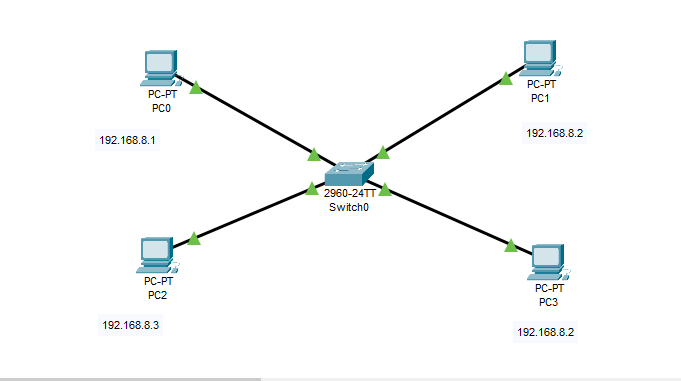 PC-PT
PC0
192.168.8.1
PC-PT
PC1
192.168.8.2
2960-24TT
Switch0
PC-PT
PC2
192.168.8.3
PC-PT
PC3
192.168.8.2